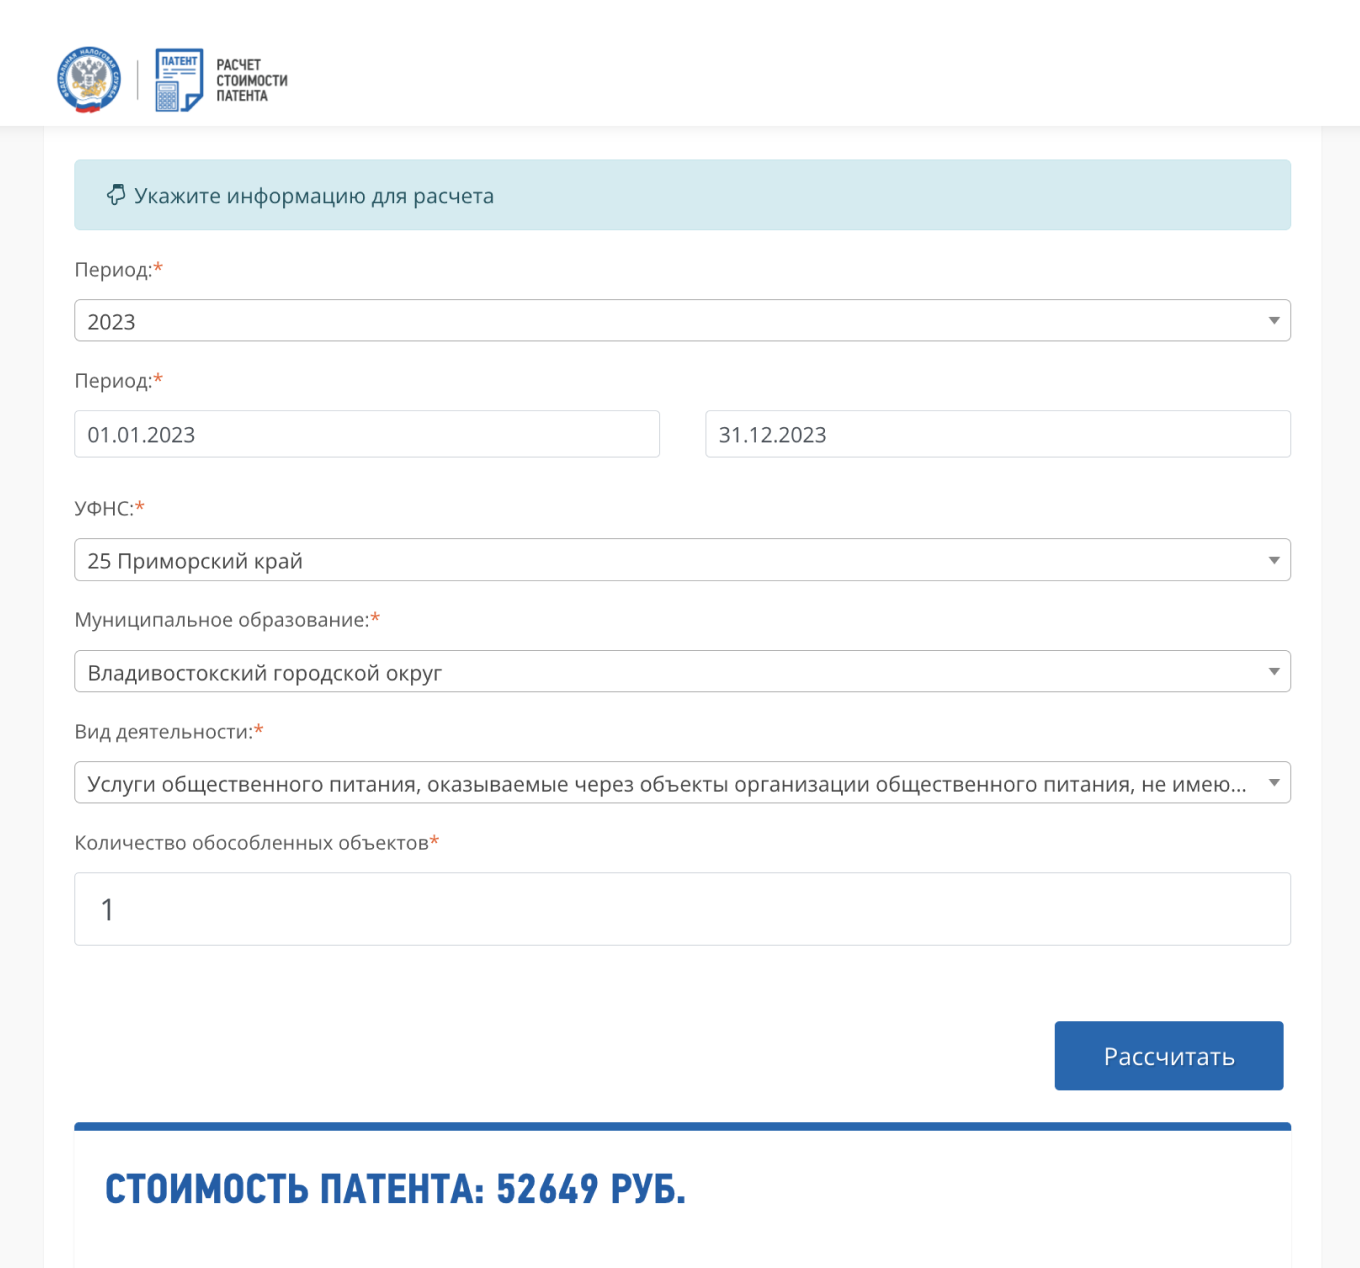 ФЕДЕРАЛЬНАЯ НАЛОГОВАЯ СЛУЖБА
ПАТЕНТ
РАСЧЕТ
СТОИМОСТИ
ПАТЕНТА
Укажите информацию для расчета
Период:*
2023
Период:*
01.01.2023 31.12.2023
УФНС:*
25 Приморский край
Муниципальное образование:*
Владивостокский городской округ
Вид деятельности:*
Услуги общественного питания, оказываемые через объекты организации общественного питания, не имею...
Количество обособленных объектов*
1
Рассчитать
СТОИМОСТЬ ПАТЕНТА: 52649 РУБ.